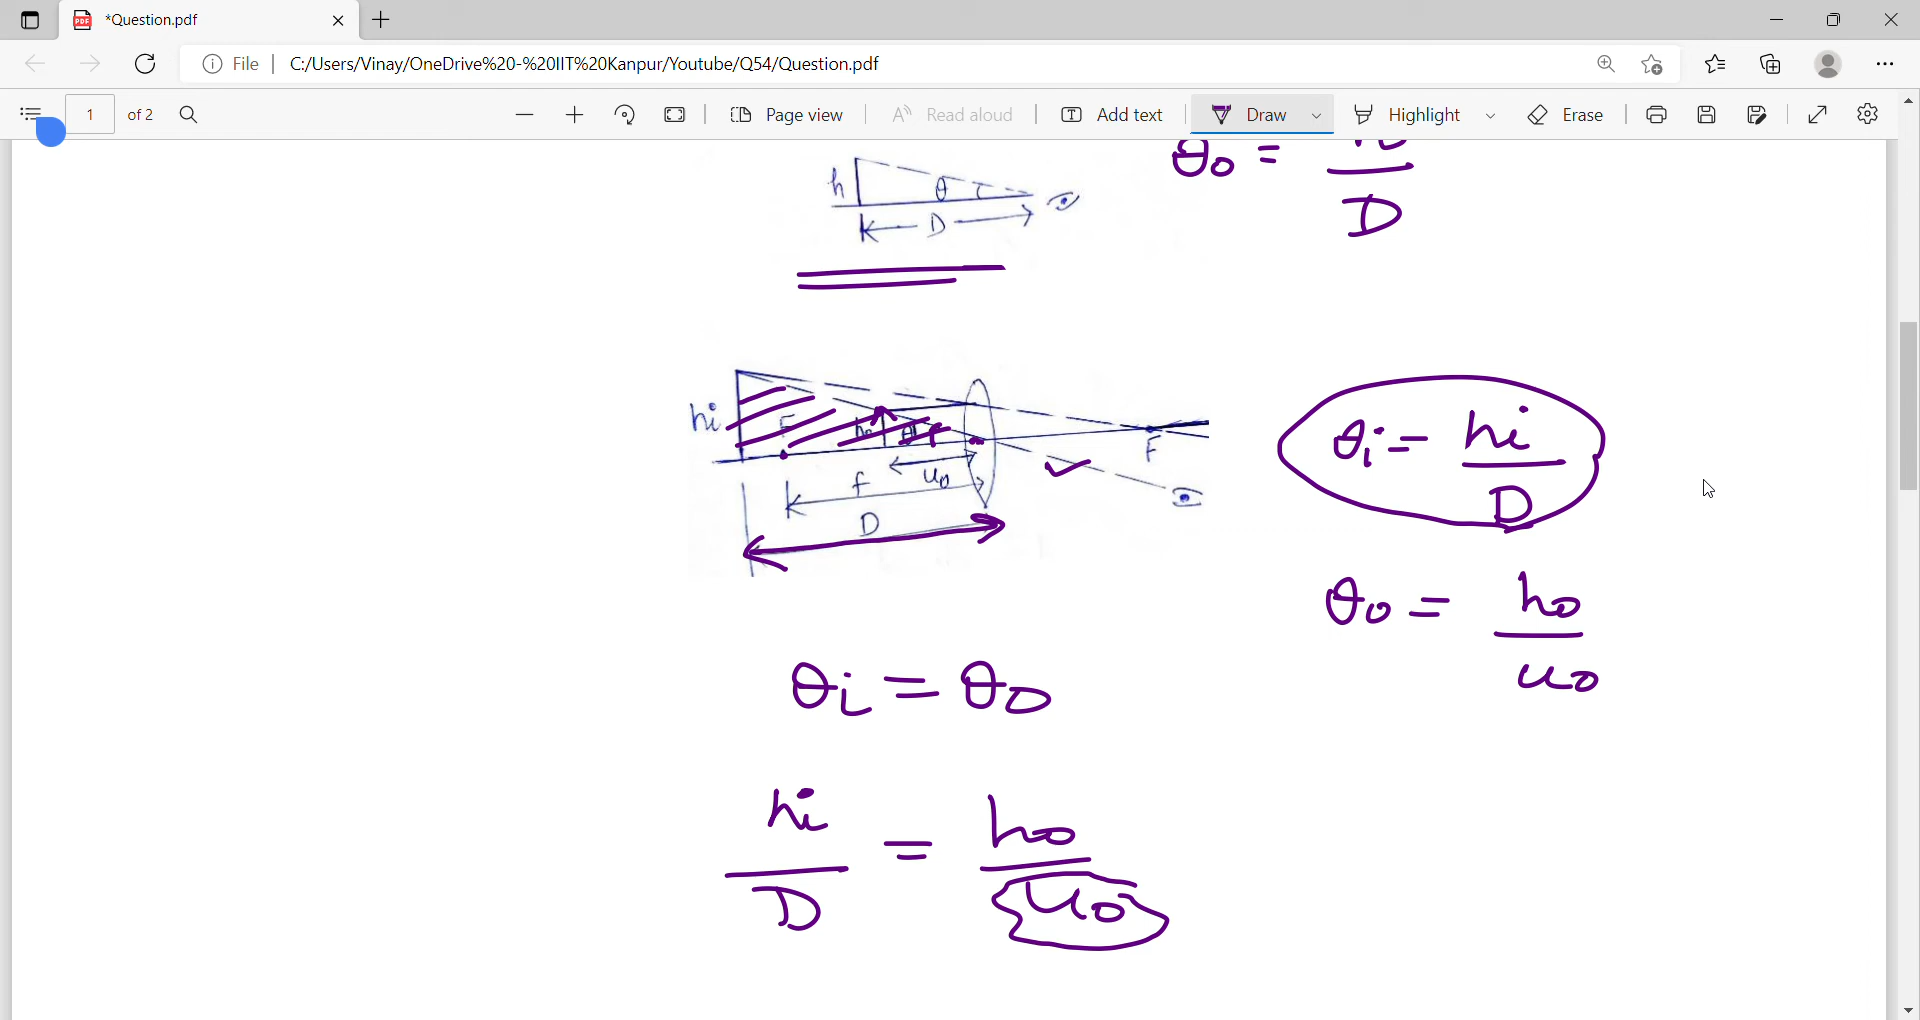 *Question.pdf
File C:/Users/Vinay/OneDrive%20-%20IIT%20Kanpur/Youtube/Q54/Question.pdf
1 of 2 Page view Read aloud Add text Draw Highlight Erase
θo =
D
h θ
D
hi F ho θ F
uo
f
D
θi = hi
D
θo = ho
uo
θi = θo
hi = ho
D uo